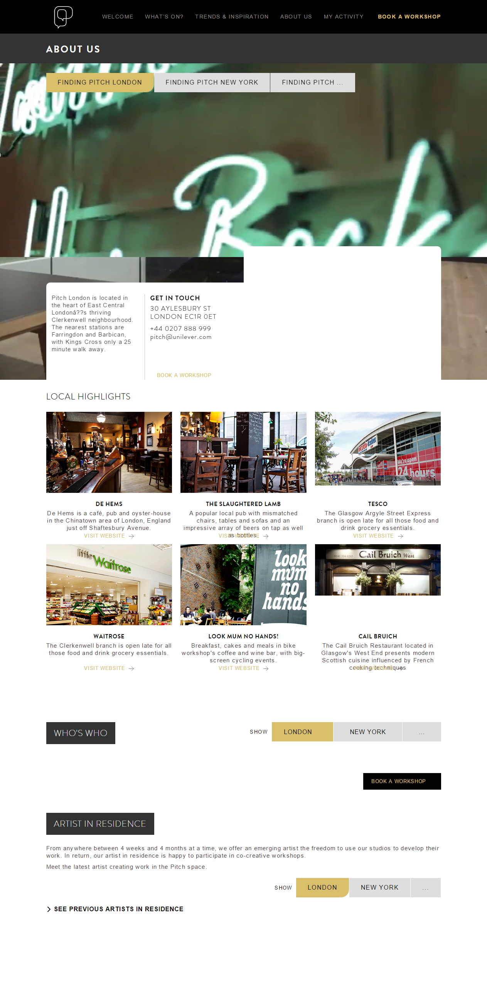 WELCOME
WHAT'S ON?
TRENDS & INSPIRATION
ABOUT US
MY ACTIVITY
BOOK A WORKSHOP
ABOUT US
FINDING PITCH LONDON
FINDING PITCH NEW YORK
FINDING PITCH ...
Pitch London is located in
the heart of East Central
Londonâ??s thriving
Clerkenwell neighbourhood.
The nearest stations are
Farringdon and Barbican,
with Kings Cross only a 25
minute walk away.
GET IN TOUCH
30 AYLESBURY ST
LONDON EC1R 0ET
+44 0207 888 999
pitch@unilever.com
BOOK A WORKSHOP
LOCAL HIGHLIGHTS
YOUNG'S
KEW
TESCO Extra
We're open
24 hours
DE HEMS
De Hems is a café, pub and oyster-house
in the Chinatown area of London, England
just off Shaftesbury Avenue.
VISIT WEBSITE
THE SLAUGHTERED LAMB
A popular local pub with mismatched
chairs, tables and sofas and an
impressive array of beers on tap as well
as bottles.
VISIT WEBSITE
TESCO
The Glasgow Argyle Street Express
branch is open late for all those food and
drink grocery essentials.
VISIT WEBSITE
little Waitrose
look
mum
no
hands
0141 334 6265
Cail Bruich West
WAITROSE
The Clerkenwell branch is open late for all
those food and drink grocery essentials.
VISIT WEBSITE
LOOK MUM NO HANDS!
Breakfast, cakes and meals in bike
workshop's coffee and wine bar, with big-
screen cycling events.
VISIT WEBSITE
CAIL BRUICH
The Cail Bruich Restaurant located in
Glasgow's West End presents modern
Scottish cuisine influenced by French
cooking techniques
VISIT WEBSITE
WHO'S WHO
SHOW
LONDON
NEW YORK
...
BOOK A WORKSHOP
ARTIST IN RESIDENCE
From anywhere between 4 weeks and 4 months at a time, we offer an emerging artist the freedom to use our studios to develop their
work. In return, our artist in residence is happy to participate in co-creative workshops.
Meet the latest artist creating work in the Pitch space.
SHOW
LONDON
NEW YORK
...
SEE PREVIOUS ARTISTS IN RESIDENCE